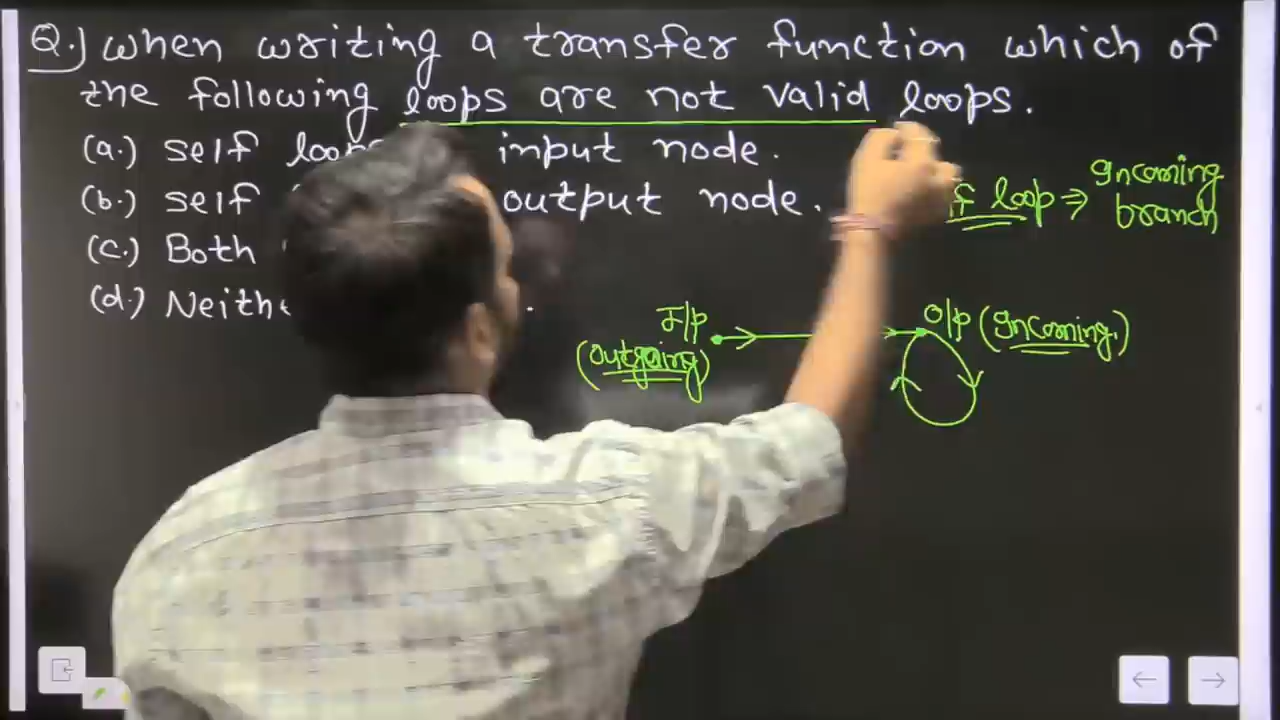 Q.) When writing a transfer function which of
the following loops are not valid loops.
(a.) self loop input node.
(b.) self output node.
(c.) Both
(d.) Neithe
loop ⇒ Incoming
branch
I/p
(outgoing)
O/p (Incoming)